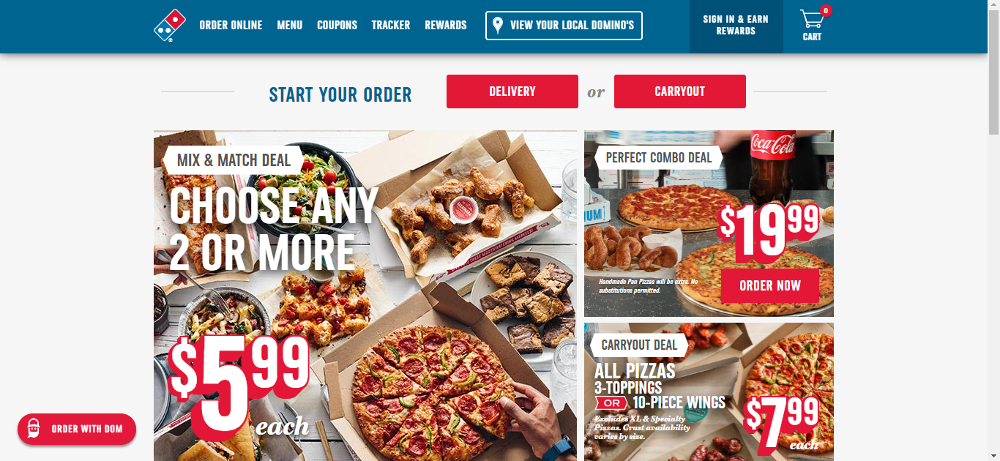 ORDER ONLINE
MENU
COUPONS
TRACKER
REWARDS
VIEW YOUR LOCAL DOMINO'S
SIGN IN & EARN
REWARDS
0
CART
START YOUR ORDER
DELIVERY
or
CARRYOUT
MIX & MATCH DEAL
CHOOSE ANY
2 OR MORE
$5.99
each
PERFECT COMBO DEAL
Coca-Cola
$19.99
Handmade Pan Pizzas will be extra. No
substitutions permitted.
ORDER NOW
CARRYOUT DEAL
ALL PIZZAS
3-TOPPINGS
OR 10-PIECE WINGS
Excludes XL & Specialty
Pizzas. Crust availability
varies by size.
$7.99
each
ORDER WITH DOM